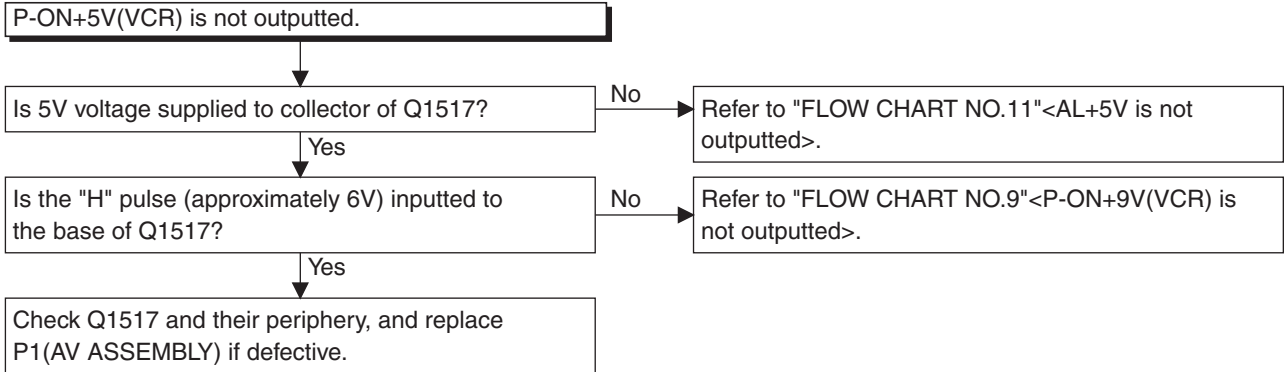 P-ON+5V(VCR) is not outputted.
Is 5V voltage supplied to collector of Q1517?
No
Refer to "FLOW CHART NO.11"<AL+5V is not
outputted>.
Yes
Is the "H" pulse (approximately 6V) inputted to
the base of Q1517?
No
Refer to "FLOW CHART NO.9"<P-ON+9V(VCR) is
not outputted>.
Yes
Check Q1517 and their periphery, and replace
P1(AV ASSEMBLY) if defective.